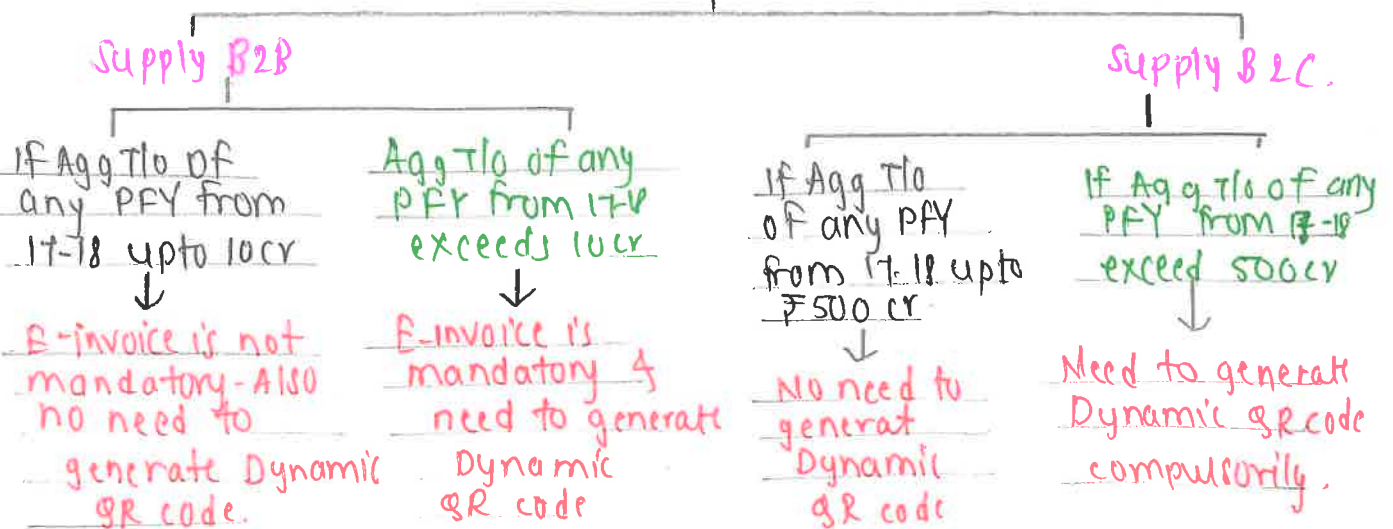 Supply B2B
Supply B2C.
If Agg T/o of
any PFY from
17-18 upto 10cr
E-invoice is not
mandatory-Also
no need to
generate Dynamic
QR code.
Agg T/o of any
PFY from 17-18
exceeds 10cr
E-invoice is
mandatory &
need to generate
Dynamic
QR code
If Agg T/o
of any PFY
from 17-18 upto
₹500 cr
No need to
generat
Dynamic
QR code
If Agg T/o of any
PFY from 17-18
exceed 500cr
Need to generate
Dynamic QR code
compulsorily.